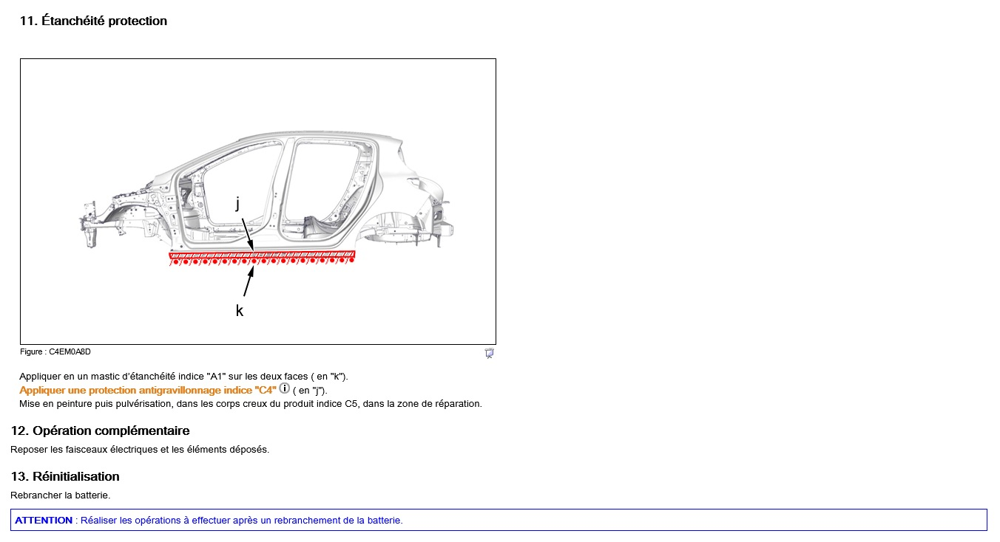 11. Étanchéité protection
j
k
Figure : C4EM0A8D
Appliquer en un mastic d'étanchéité indice "A1" sur les deux faces ( en "k").
Appliquer une protection antigravillonnage indice "C4" i ( en "j").
Mise en peinture puis pulvérisation, dans les corps creux du produit indice C5, dans la zone de réparation.
12. Opération complémentaire
Reposer les faisceaux électriques et les éléments déposés.
13. Réinitialisation
Rebrancher la batterie.
ATTENTION : Réaliser les opérations à effectuer après un rebranchement de la batterie.